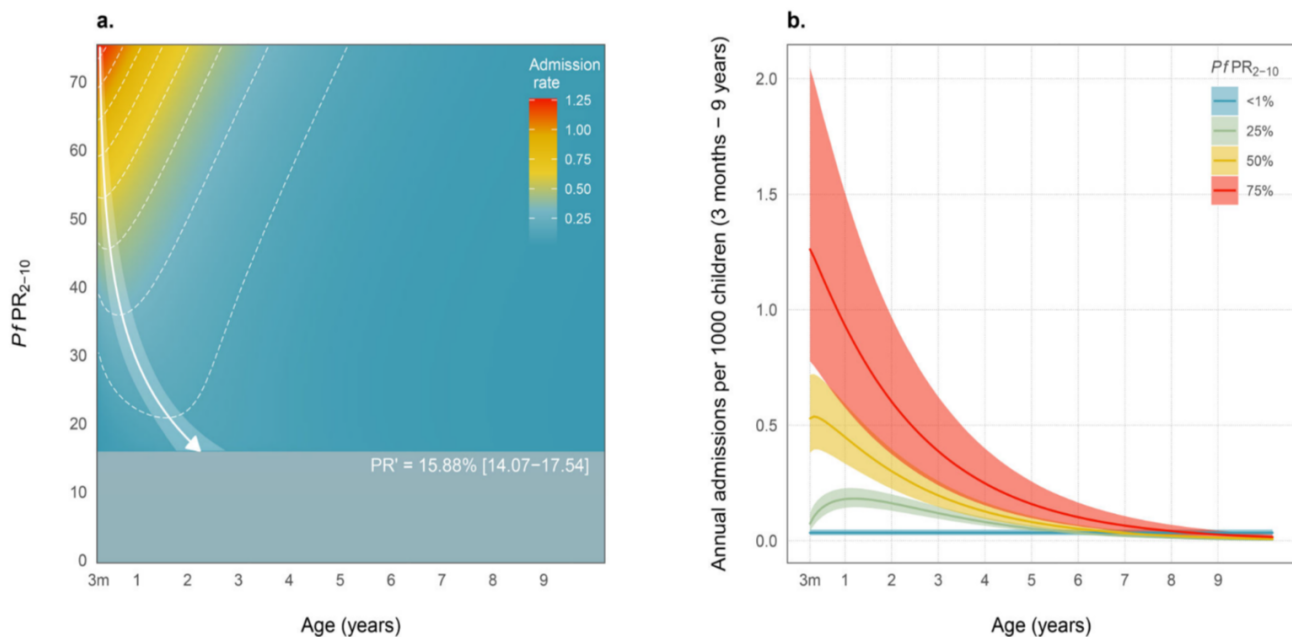 a.
Admission
rate
1.25
1.00
0.75
0.50
0.25
PfPR2−10
70
60
50
40
30
20
10
0
PR' = 15.88% [14.07−17.54]
3m 1 2 3 4 5 6 7 8 9
Age (years)
b.
Annual admissions per 1000 children (3 months − 9 years)
2.0
1.5
1.0
0.5
0.0
PfPR2−10
<1%
25%
50%
75%
3m 1 2 3 4 5 6 7 8 9
Age (years)